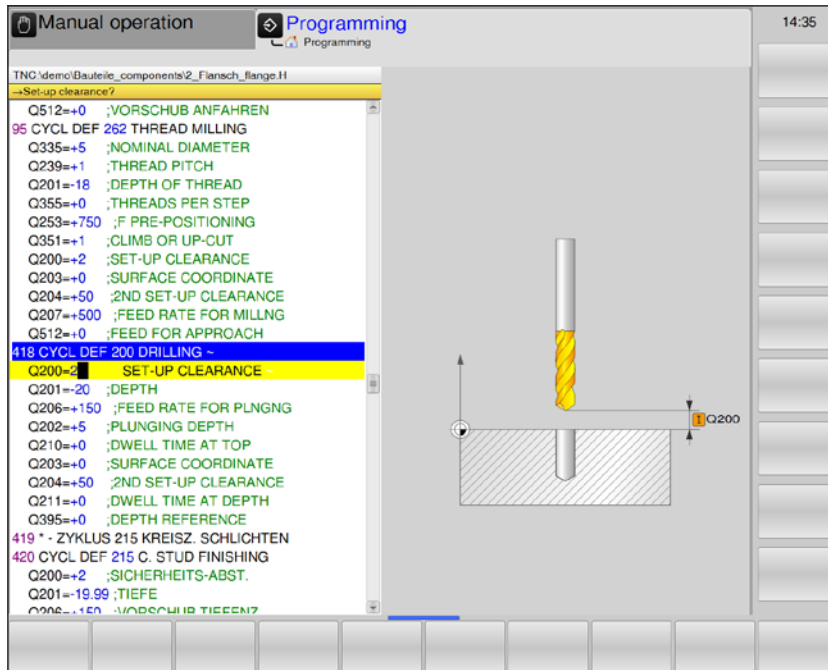 Manual operation
Programming
Programming
14:35
TNC:\demo\Bauteile_components\2_Flansch_flange.H
→Set-up clearance?
Q512=+0 ;VORSCHUB ANFAHREN
95 CYCL DEF 262 THREAD MILLING
Q335=+5 ;NOMINAL DIAMETER
Q239=+1 ;THREAD PITCH
Q201=-18 ;DEPTH OF THREAD
Q355=+0 ;THREADS PER STEP
Q253=+750 ;F PRE-POSITIONING
Q351=+1 ;CLIMB OR UP-CUT
Q200=+2 ;SET-UP CLEARANCE
Q203=+0 ;SURFACE COORDINATE
Q204=+50 ;2ND SET-UP CLEARANCE
Q207=+500 ;FEED RATE FOR MILLNG
Q512=+0 ;FEED FOR APPROACH
418 CYCL DEF 200 DRILLING ~
Q200=2 SET-UP CLEARANCE ~
Q201=-20 ;DEPTH
Q206=+150 ;FEED RATE FOR PLNGNG
Q202=+5 ;PLUNGING DEPTH
Q210=+0 ;DWELL TIME AT TOP
Q203=+0 ;SURFACE COORDINATE
Q204=+50 ;2ND SET-UP CLEARANCE
Q211=+0 ;DWELL TIME AT DEPTH
Q395=+0 ;DEPTH REFERENCE
419 * - ZYKLUS 215 KREISZ. SCHLICHTEN
420 CYCL DEF 215 C. STUD FINISHING
Q200=+2 ;SICHERHEITS-ABST.
Q201=-19.99 ;TIEFE
Q206=+150 ;VORSCHUB TIEFENZ
Q200